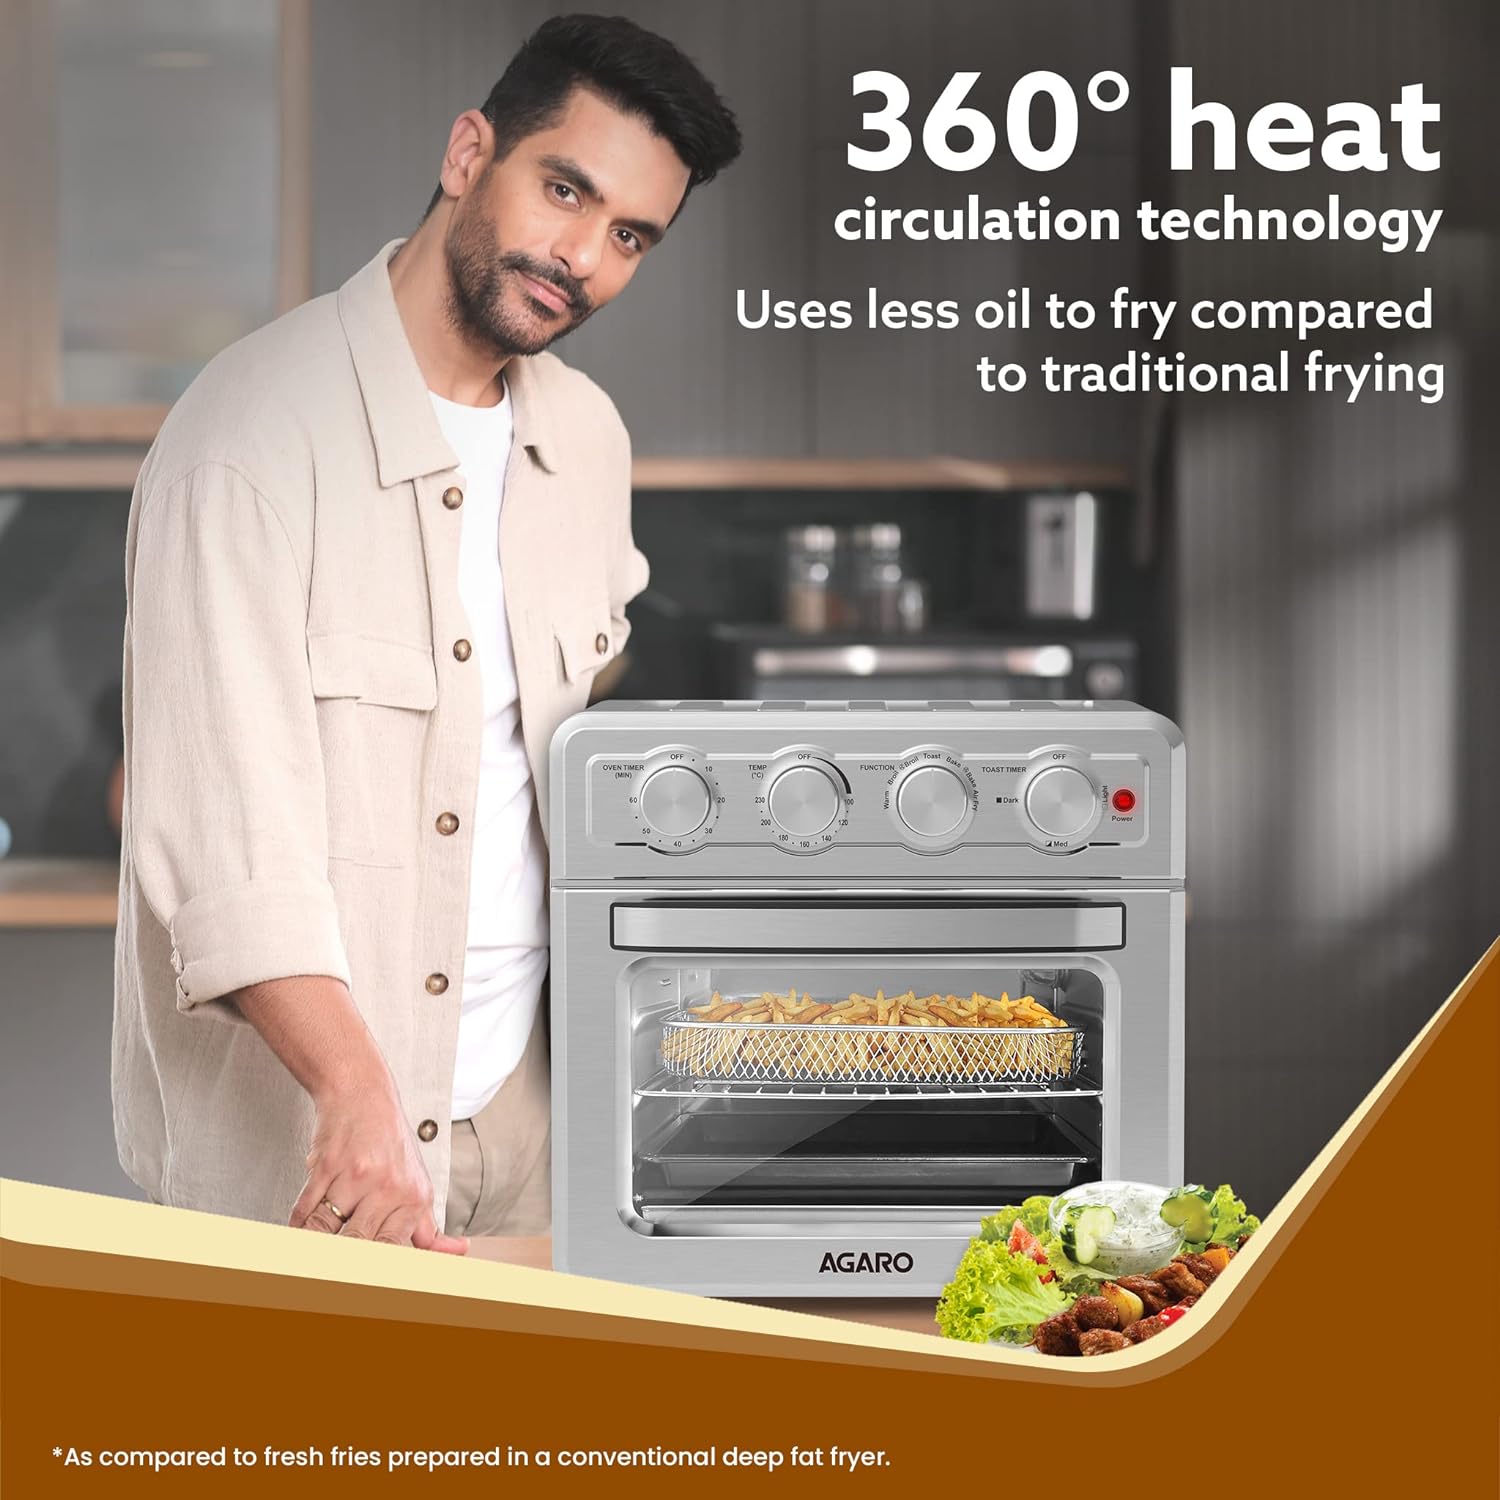 360° heat
circulation technology
Uses less oil to fry compared
to traditional frying
OVEN TIMER
(MIN)
OFF
10
20
30
40
50
60
TEMP
(°C)
OFF
100
120
140
160
180
200
230
FUNCTION
Warm
Broil
Broil
Toast
Bake
Bake
Air Fry
TOAST TIMER
OFF
Light
Med
Dark
Power
AGARO
*As compared to fresh fries prepared in a conventional deep fat fryer.